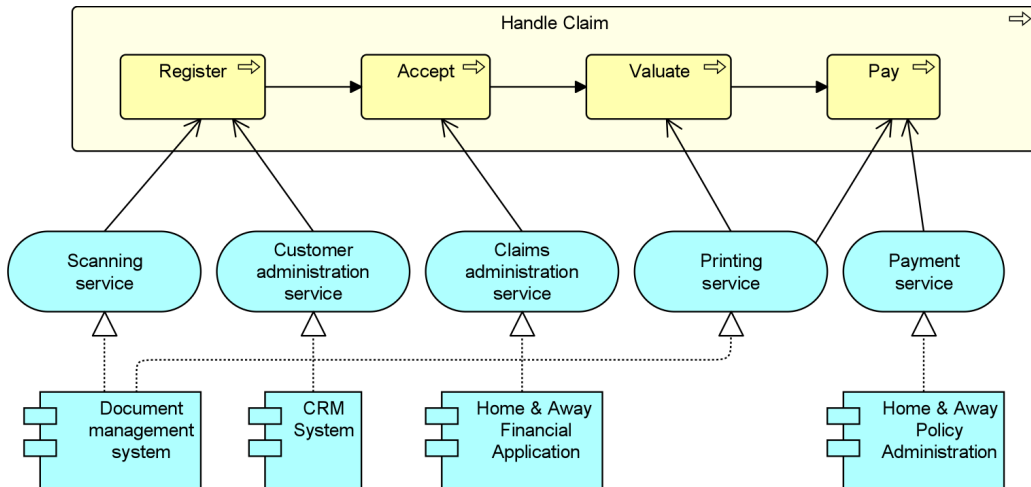 Handle Claim
Register
Accept
Valuate
Pay
Scanning
service
Customer
administration
service
Claims
administration
service
Printing
service
Payment
service
Document
management
system
CRM
System
Home & Away
Financial
Application
Home & Away
Policy
Administration